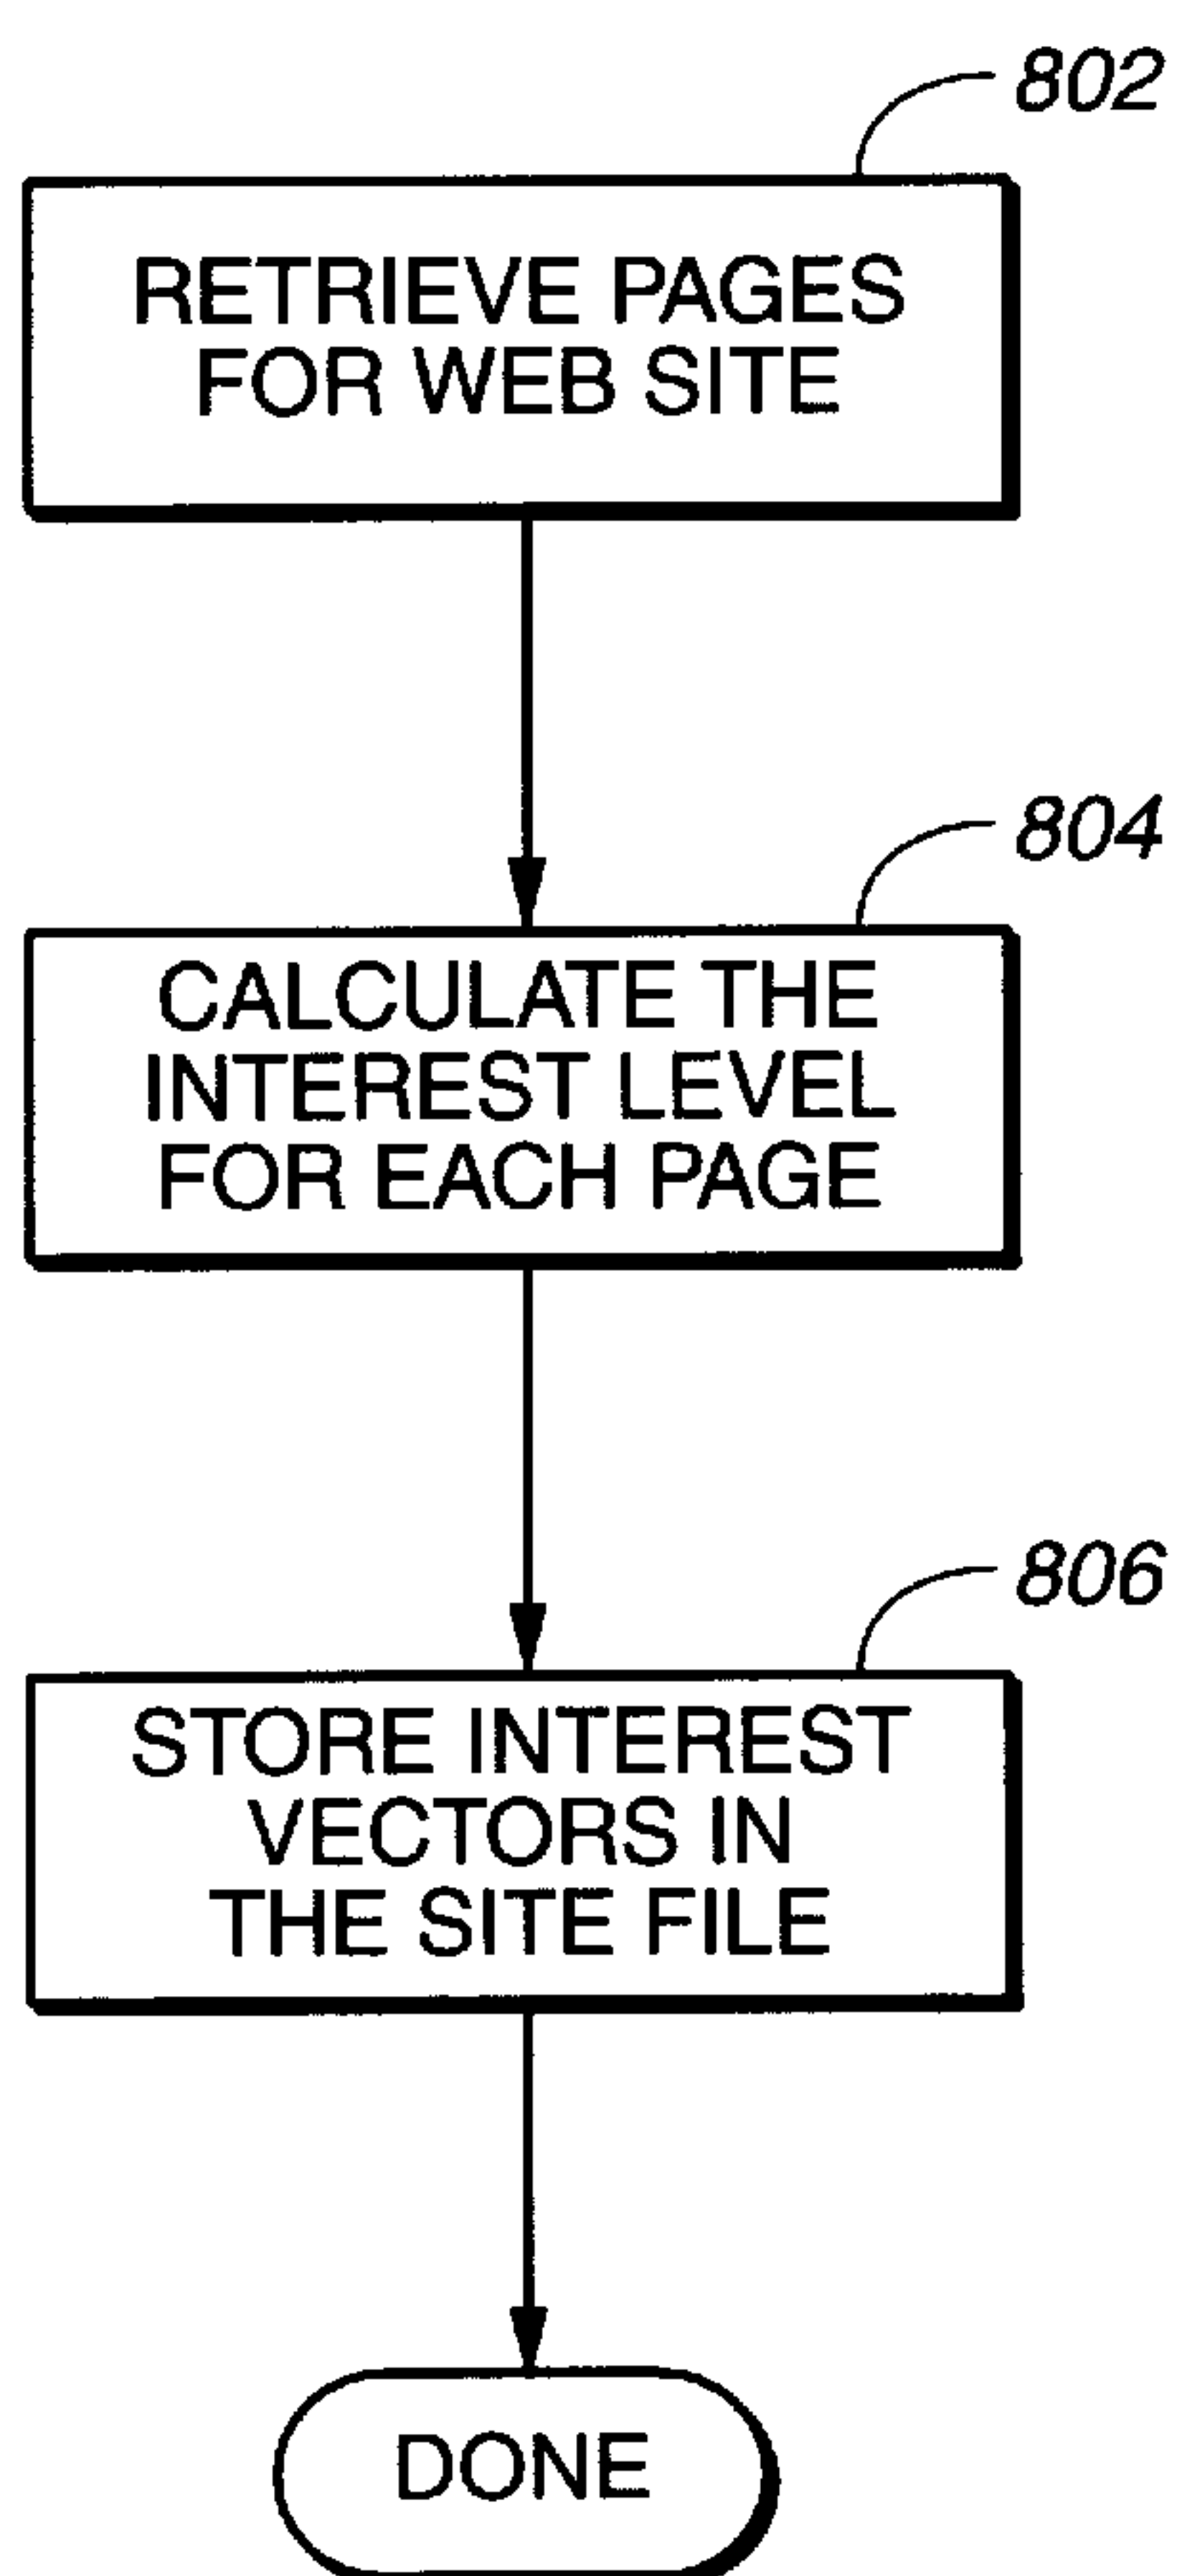 802
RETRIEVE PAGES
FOR WEB SITE
804
CALCULATE THE
INTEREST LEVEL
FOR EACH PAGE
806
STORE INTEREST
VECTORS IN
THE SITE FILE
DONE